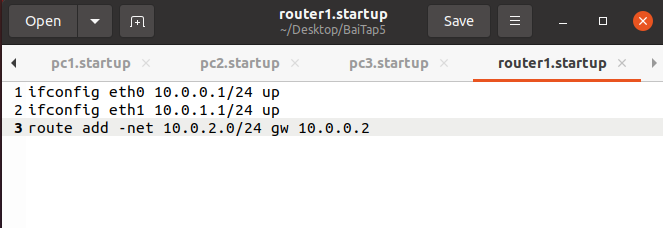 Open
router1.startup
~/Desktop/BaiTap5
Save
pc1.startup
pc2.startup
pc3.startup
router1.startup
1 ifconfig eth0 10.0.0.1/24 up
2 ifconfig eth1 10.0.1.1/24 up
3 route add -net 10.0.2.0/24 gw 10.0.0.2